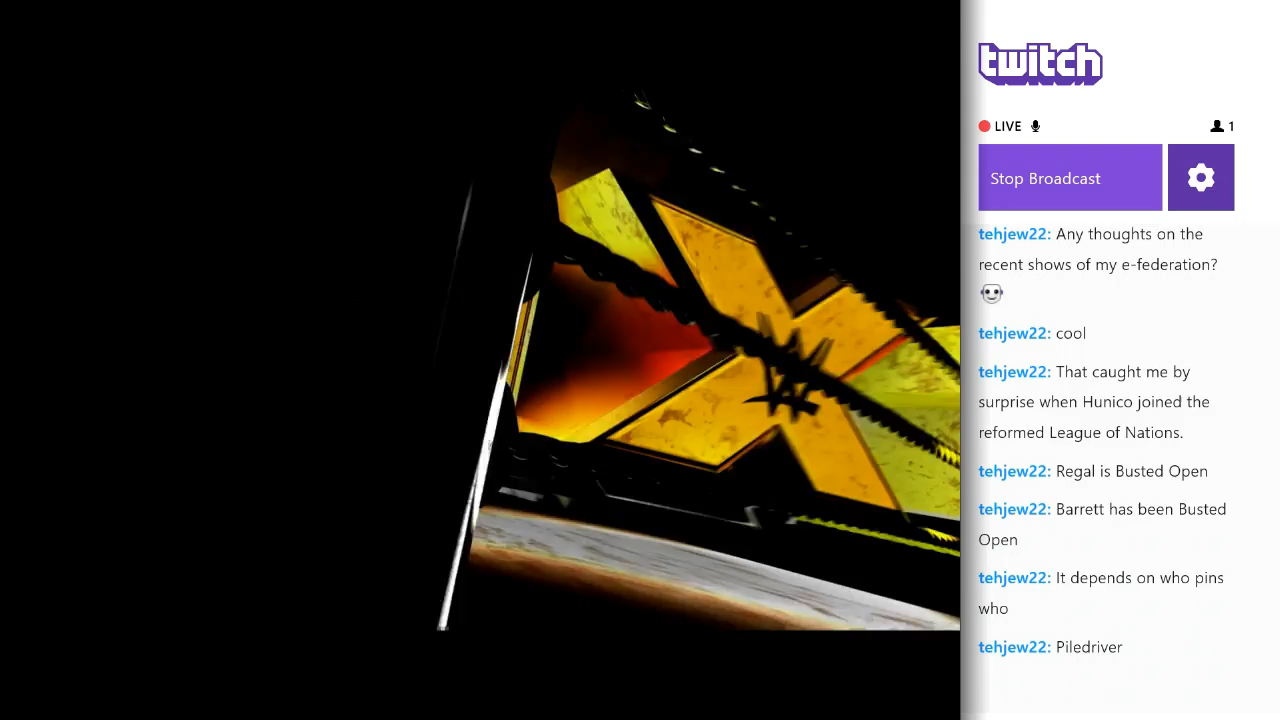 twitch
LIVE 1
Stop Broadcast
tehjew22: Any thoughts on the
recent shows of my e-federation?
tehjew22: cool
tehjew22: That caught me by
surprise when Hunico joined the
reformed League of Nations.
tehjew22: Regal is Busted Open
tehjew22: Barrett has been Busted
Open
tehjew22: It depends on who pins
who
tehjew22: Piledriver